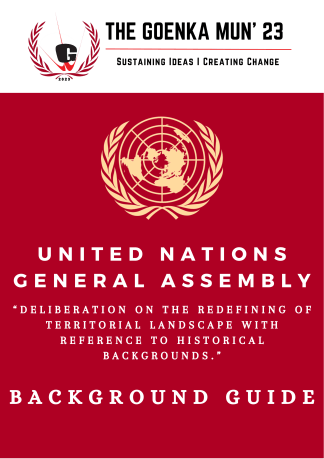 THE GOENKA MUN' 23
SUSTAINING IDEAS | CREATING CHANGE
G
2023
UNITED NATIONS
GENERAL ASSEMBLY
“DELIBERATION ON THE REDEFINING OF
TERRITORIAL LANDSCAPE WITH
REFERENCE TO HISTORICAL
BACKGROUNDS.”
BACKGROUND GUIDE